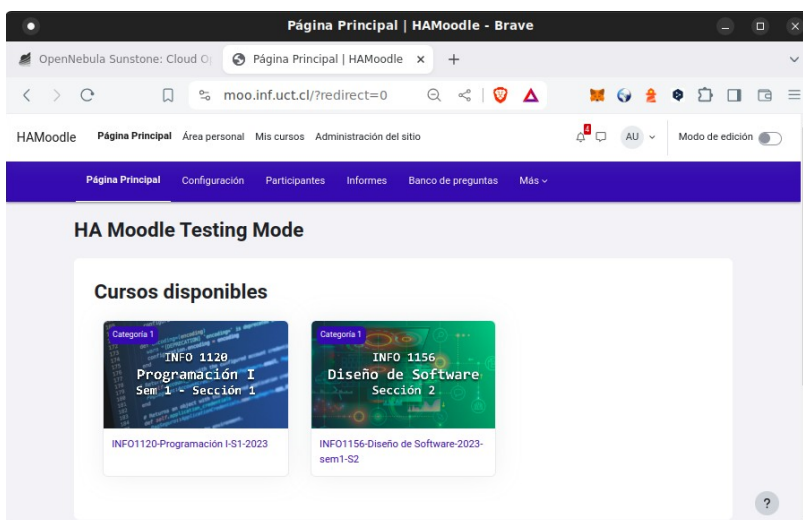 Página Principal | HAMoodle - Brave
OpenNebula Sunstone: Cloud O
Página Principal | HAMoodle
moo.inf.uct.cl/?redirect=0
HAMoodle Página Principal Área personal Mis cursos Administración del sitio 4 AU Modo de edición
Página Principal Configuración Participantes Informes Banco de preguntas Más
HA Moodle Testing Mode
Cursos disponibles
Categoría 1
INFO 1120
Programación I
Sem 1 - Sección 1
INFO1120-Programación I-S1-2023
Categoría 1
INFO 1156
Diseño de Software
Sección 2
INFO1156-Diseño de Software-2023-
sem1-S2
?